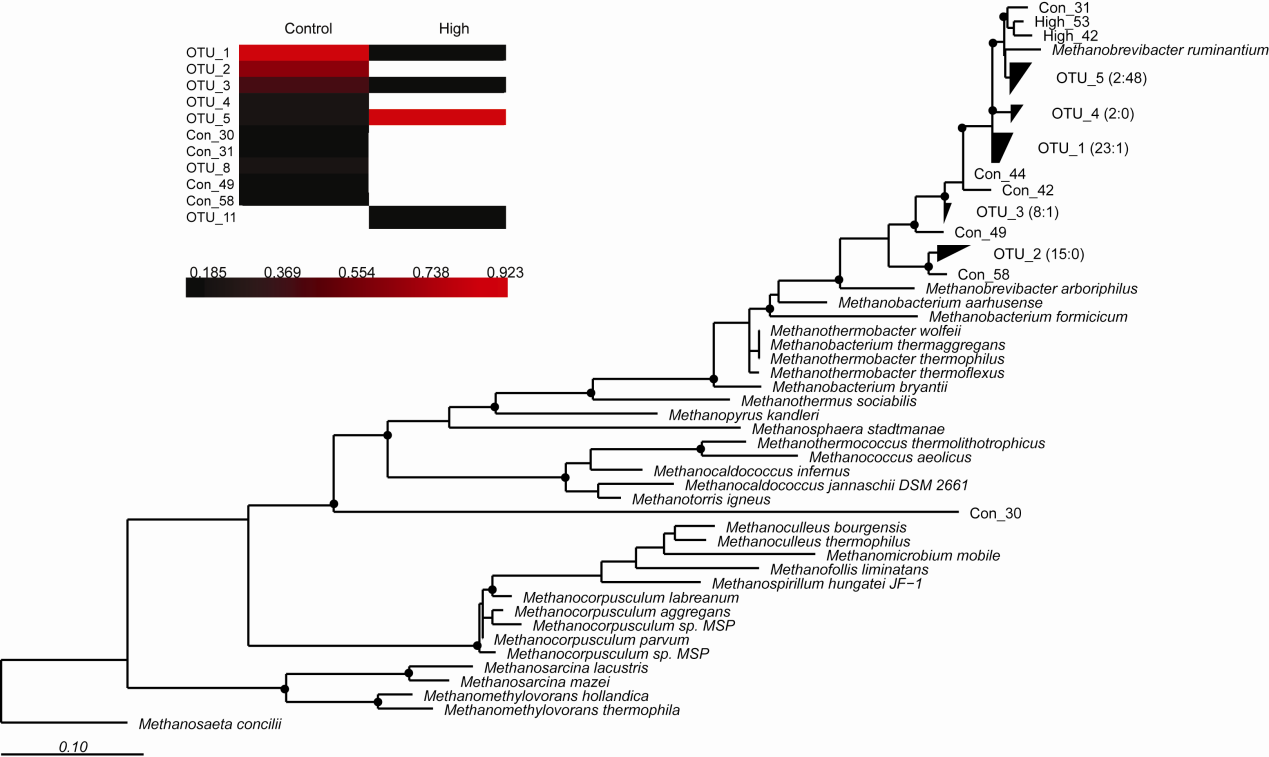 Control High
OTU_1
OTU_2
OTU_3
OTU_4
OTU_5
Con_30
Con_31
OTU_8
Con_49
Con_58
OTU_11
0.185 0.369 0.554 0.738 0.923
Con_31
High_53
High_42
Methanobrevibacter ruminantium
OTU_5 (2:48)
OTU_4 (2:0)
OTU_1 (23:1)
Con_44
Con_42
OTU_3 (8:1)
Con_49
OTU_2 (15:0)
Con_58
Methanobrevibacter arboriphilus
Methanobacterium aarhusense
Methanobacterium formicicum
Methanothermobacter wolfeii
Methanobacterium thermaggregans
Methanothermobacter thermophilus
Methanothermobacter thermoflexus
Methanobacterium bryantii
Methanothermus sociabilis
Methanopyrus kandleri
Methanosphaera stadtmanae
Methanothermococcus thermolithotrophicus
Methanococcus aeolicus
Methanocaldococcus infernus
Methanocaldococcus jannaschii DSM 2661
Methanotorris igneus
Con_30
Methanoculleus bourgensis
Methanoculleus thermophilus
Methanomicrobium mobile
Methanofollis liminatans
Methanospirillum hungatei JF−1
Methanocorpusculum labreanum
Methanocorpusculum aggregans
Methanocorpusculum sp. MSP
Methanocorpusculum parvum
Methanocorpusculum sp. MSP
Methanosarcina lacustris
Methanosarcina mazei
Methanomethylovorans hollandica
Methanomethylovorans thermophila
Methanosaeta concilii
0.10